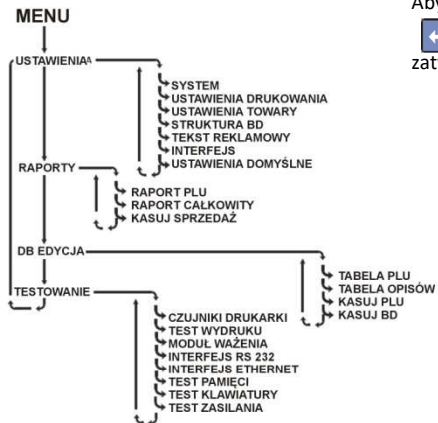 MENU
USTAWIENIA
SYSTEM
USTAWIENIA DRUKOWANIA
USTAWIENIA TOWARY
STRUKTURA BD
TEKST REKLAMOWY
INTERFEJS
USTAWIENIA DOMYŚLNE
RAPORTY
RAPORT PLU
RAPORT CAŁKOWITY
KASUJ SPRZEDAŻ
DB EDYCJA
TABELA PLU
TABELA OPISÓW
KASUJ PLU
KASUJ BD
TESTOWANIE
CZUJNIKI DRUKARKI
TEST WYDRUKU
MODUŁ WAŻENIA
INTERFEJS RS 232
INTERFEJS ETHERNET
TEST PAMIĘCI
TEST KLAWIATURY
TEST ZASILANIA
Aby